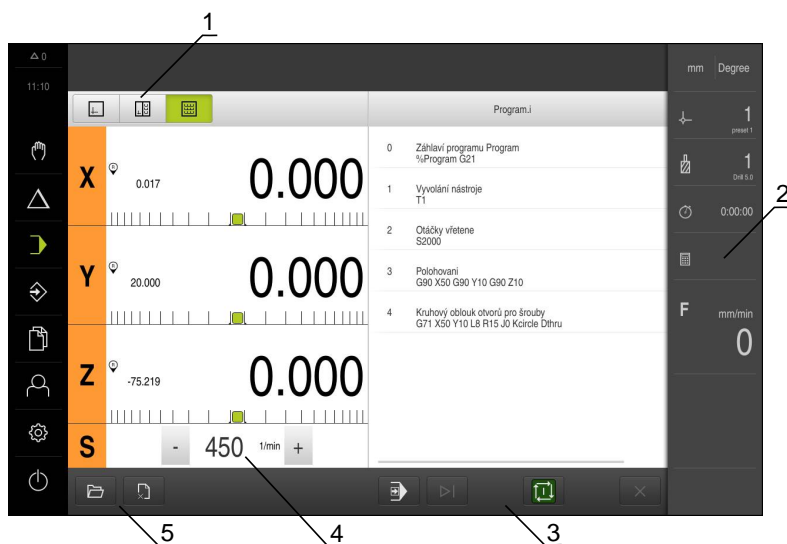 1
△ 0
mm Degree
11:10
Program.i
1
preset 1
0 Záhlaví programu Program
%Program G21
X R 0.017 0.000
1
Drill 5.0
1 Vyvolání nástroje
T1
2
0:00:00
2 Otáčky vřetene
S2000
Y R 20.000 0.000
3 Polohovani
G90 X50 G90 Y10 G90 Z10
F mm/min
0
4 Kruhový oblouk otvorů pro šrouby
G71 X50 Y10 L8 R15 J0 Kcircle Dthru
Z R -75.219 0.000
S - 450 1/min +
5
4
3